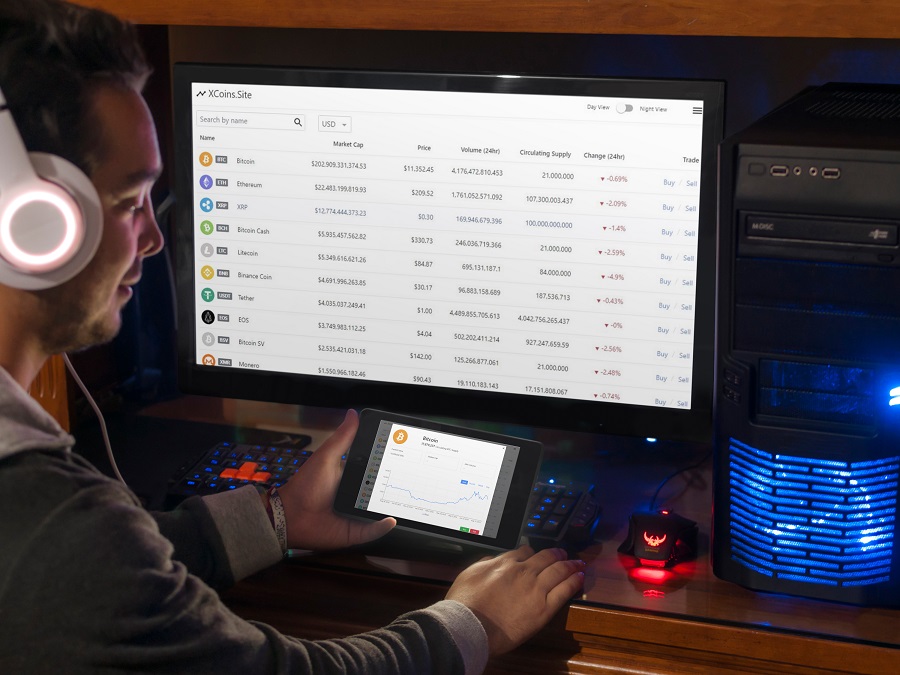 XCoins.Site
Day View Night View
Search by name USD
Name Market Cap Price Volume (24hr) Circulating Supply Change (24hr) Trade
BTC Bitcoin $202.909.331.374.53 $11,352.45 4.176.472.810.453 21.000.000 -0.69% Buy / Sell
ETH Ethereum $22.483.199.819.93 $209.52 1.761.052.571.092 107.300.003.437 -2.09% Buy / Sell
XRP XRP $12.774.444.373.23 $0.30 169.946.679.396 100.000.000.000 -1.4% Buy / Sell
BCH Bitcoin Cash $5.935.457.562.82 $330.73 246.036.719.366 21.000.000 -2.59% Buy / Sell
LTC Litecoin $5.349.616.621.26 $84.87 695.131.187.1 84.000.000 -4.9% Buy / Sell
BNB Binance Coin $4.691.996.263.85 $30.17 96.883.158.689 187.536.713 -0.43% Buy / Sell
USDT Tether $4.035.037.249.41 $1.00 4.489.855.705.613 4.042.756.265.437 -0% Buy / Sell
EOS EOS $3.749.983.112.25 $4.04 502.202.411.214 927.247.659.59 -2.56% Buy / Sell
BSV Bitcoin SV $2.535.421.031.18 $142.00 125.266.877.061 21.000.000 -2.48% Buy / Sell
XMR Monero $1.550.966.182.46 $90.43 19.110.183.143 17.151.808.067 -0.74% Buy / Sell
Bitcoin
M-DISC